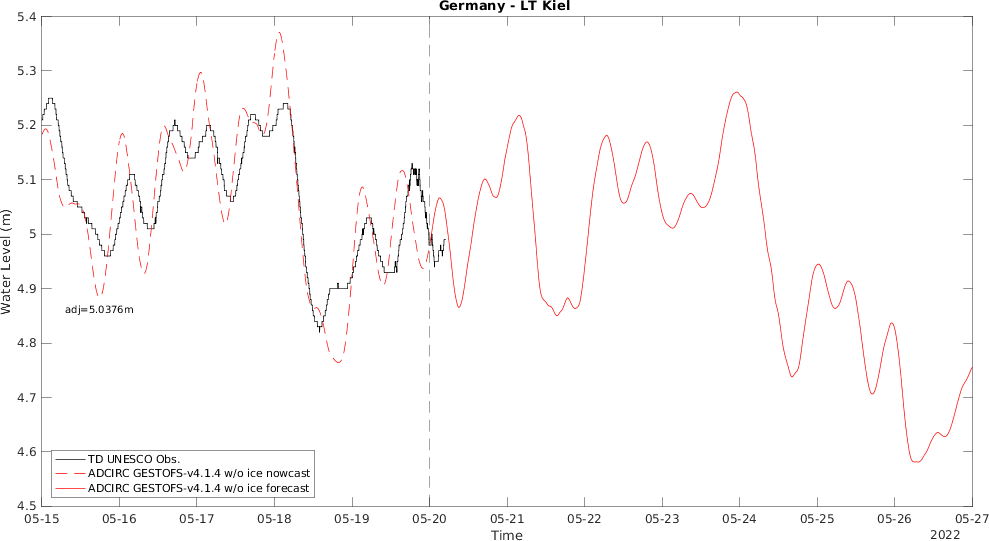 Germany - LT Kiel
5.4
5.3
5.2
5.1
5
4.9
4.8
4.7
4.6
4.5
Water Level (m)
adj=5.0376m
TD UNESCO Obs.
ADCIRC GESTOFS-v4.1.4 w/o ice nowcast
ADCIRC GESTOFS-v4.1.4 w/o ice forecast
05-15 05-16 05-17 05-18 05-19 05-20 05-21 05-22 05-23 05-24 05-25 05-26 05-27
Time
2022